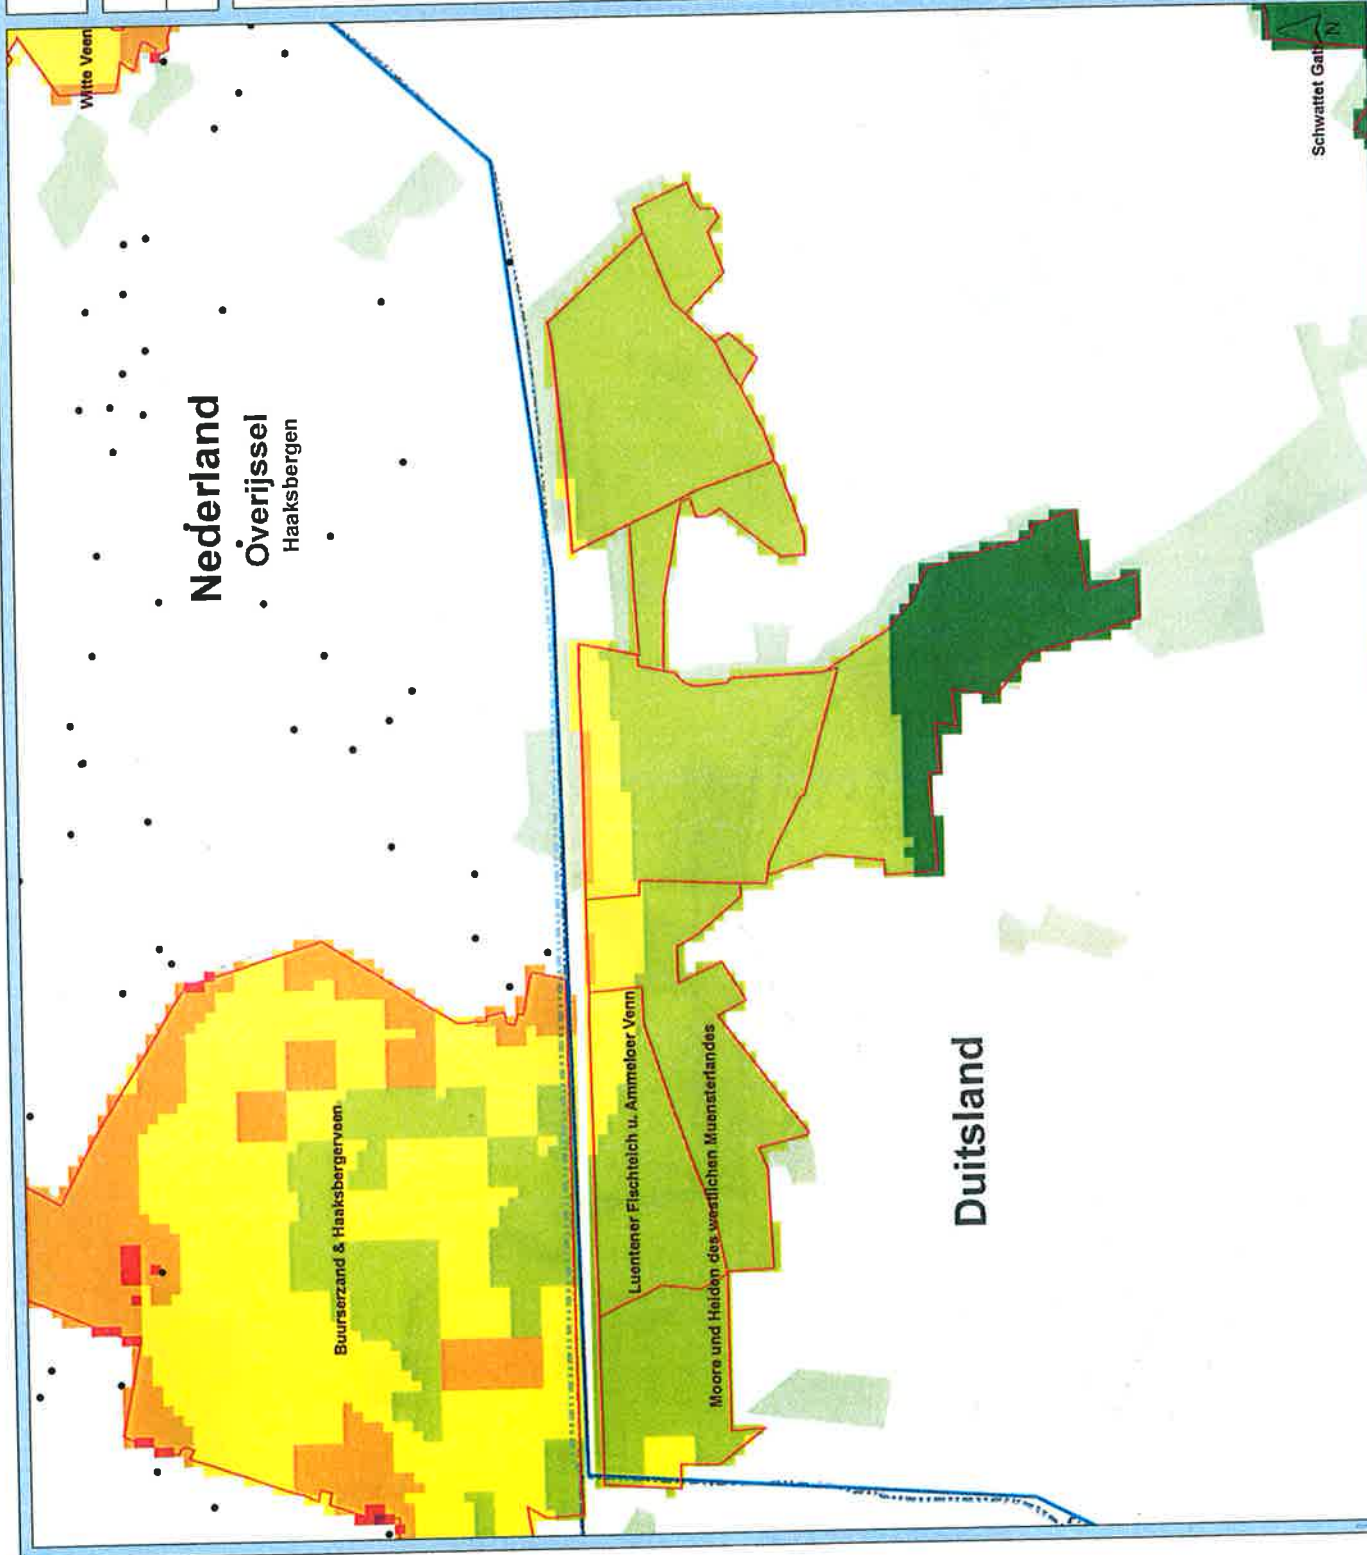 Witte Veen
Nederland
Overijssel
Haaksbergen
Buurserzand & Haaksbergerveen
Luentener Fischteich u. Ammeloer Venn
Moore und Heiden des westlichen Muensterlandes
Duitsland
Schwattet Gat
N